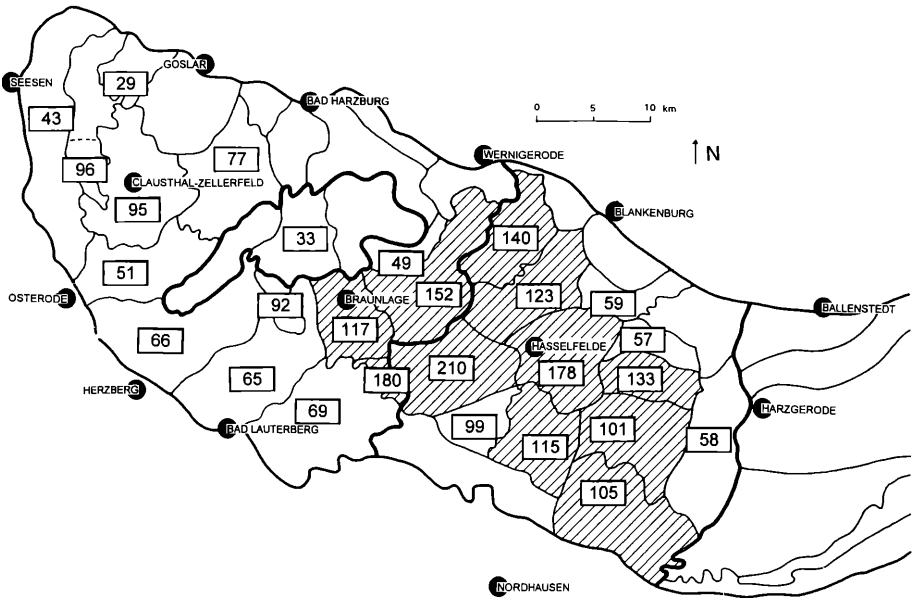 GOSLAR
SEESEN
29
BAD HARZBURG
0 5 10 km
43
77
WERNIGERODE
N
96
CLAUSTHAL-ZELLERFELD
95
BLANKENBURG
33
140
49
51
152
123
OSTERODE
92
BRAUNLAGE
59
BALLENSTEDT
117
66
57
HASSELFELDE
210
178
133
65
180
HERZBERG
69
HARZGERODE
BAD LAUTERBERG
99
101
58
115
105
NORDHAUSEN